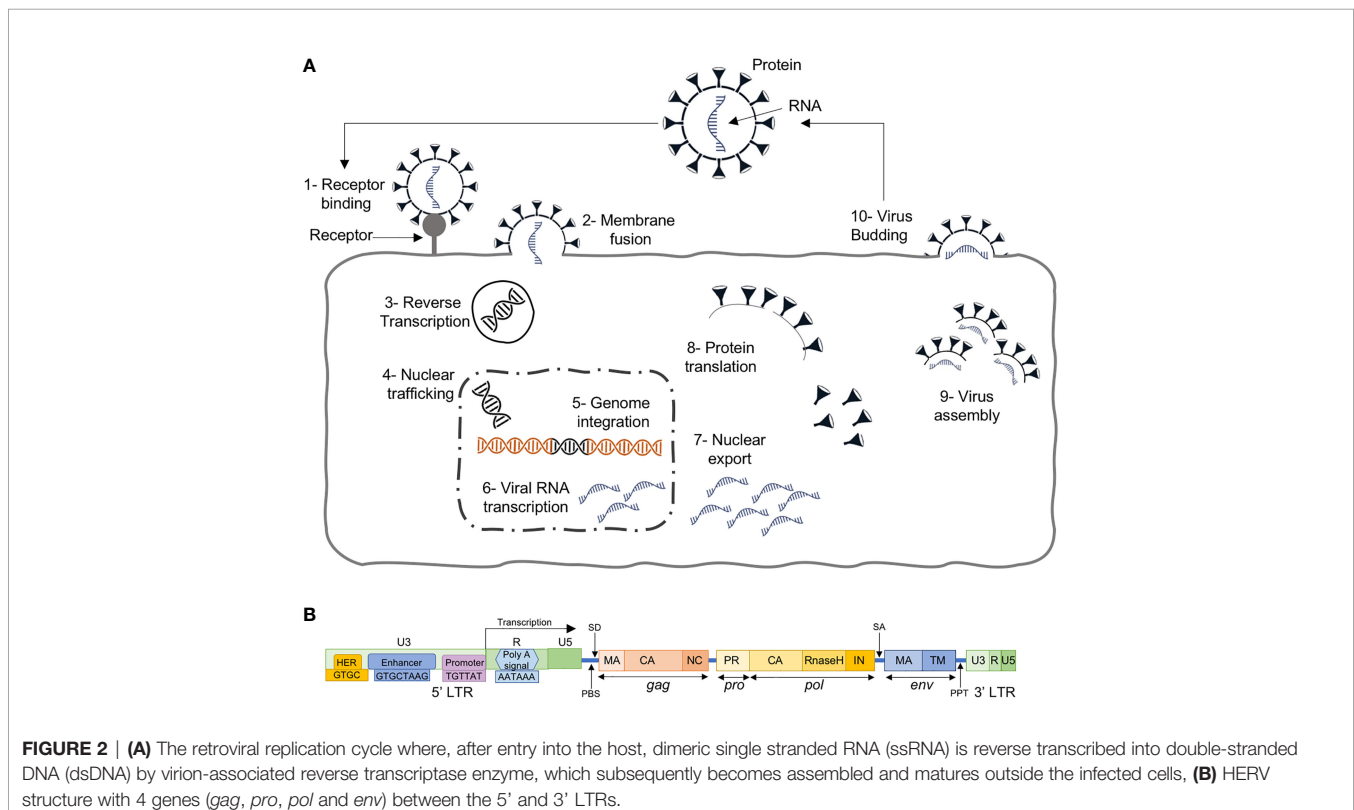 A
Protein
RNA
1- Receptor
binding
Receptor
2- Membrane
fusion
10- Virus
Budding
3- Reverse
Transcription
8- Protein
translation
4- Nuclear
trafficking
9- Virus
assembly
5- Genome
integration
7- Nuclear
export
6- Viral RNA
transcription
B
Transcription
U3 R U5 SD SA
HER Enhancer Promoter Poly A
signal
MA CA NC PR CA RnaseH IN MA TM U3 R U5
GTGC GTGCTAAG TGTTAT AATAAA
5' LTR PBS gag pro pol env PPT 3' LTR
FIGURE 2 | (A) The retroviral replication cycle where, after entry into the host, dimeric single stranded RNA (ssRNA) is reverse transcribed into double-stranded
DNA (dsDNA) by virion-associated reverse transcriptase enzyme, which subsequently becomes assembled and matures outside the infected cells, (B) HERV
structure with 4 genes (gag, pro, pol and env) between the 5' and 3' LTRs.